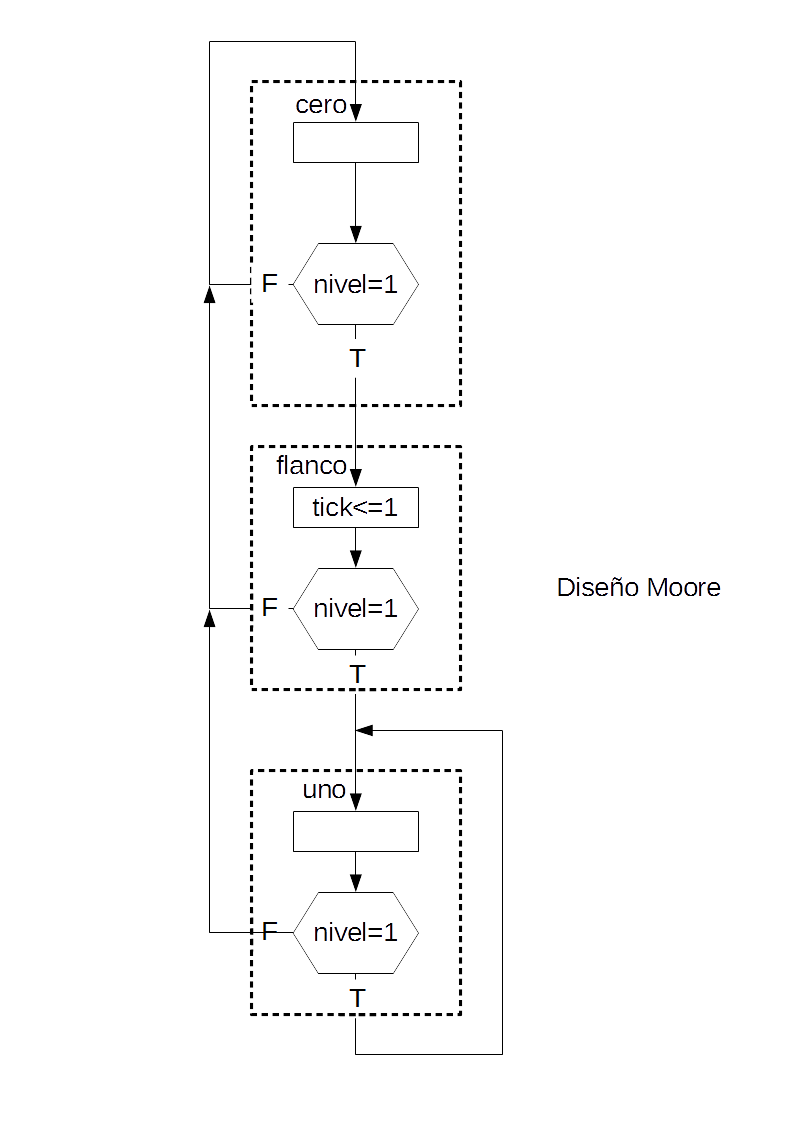 cero
nivel=1
F
T
flanco
tick<=1
nivel=1
F
T
Diseño Moore
uno
nivel=1
F
T